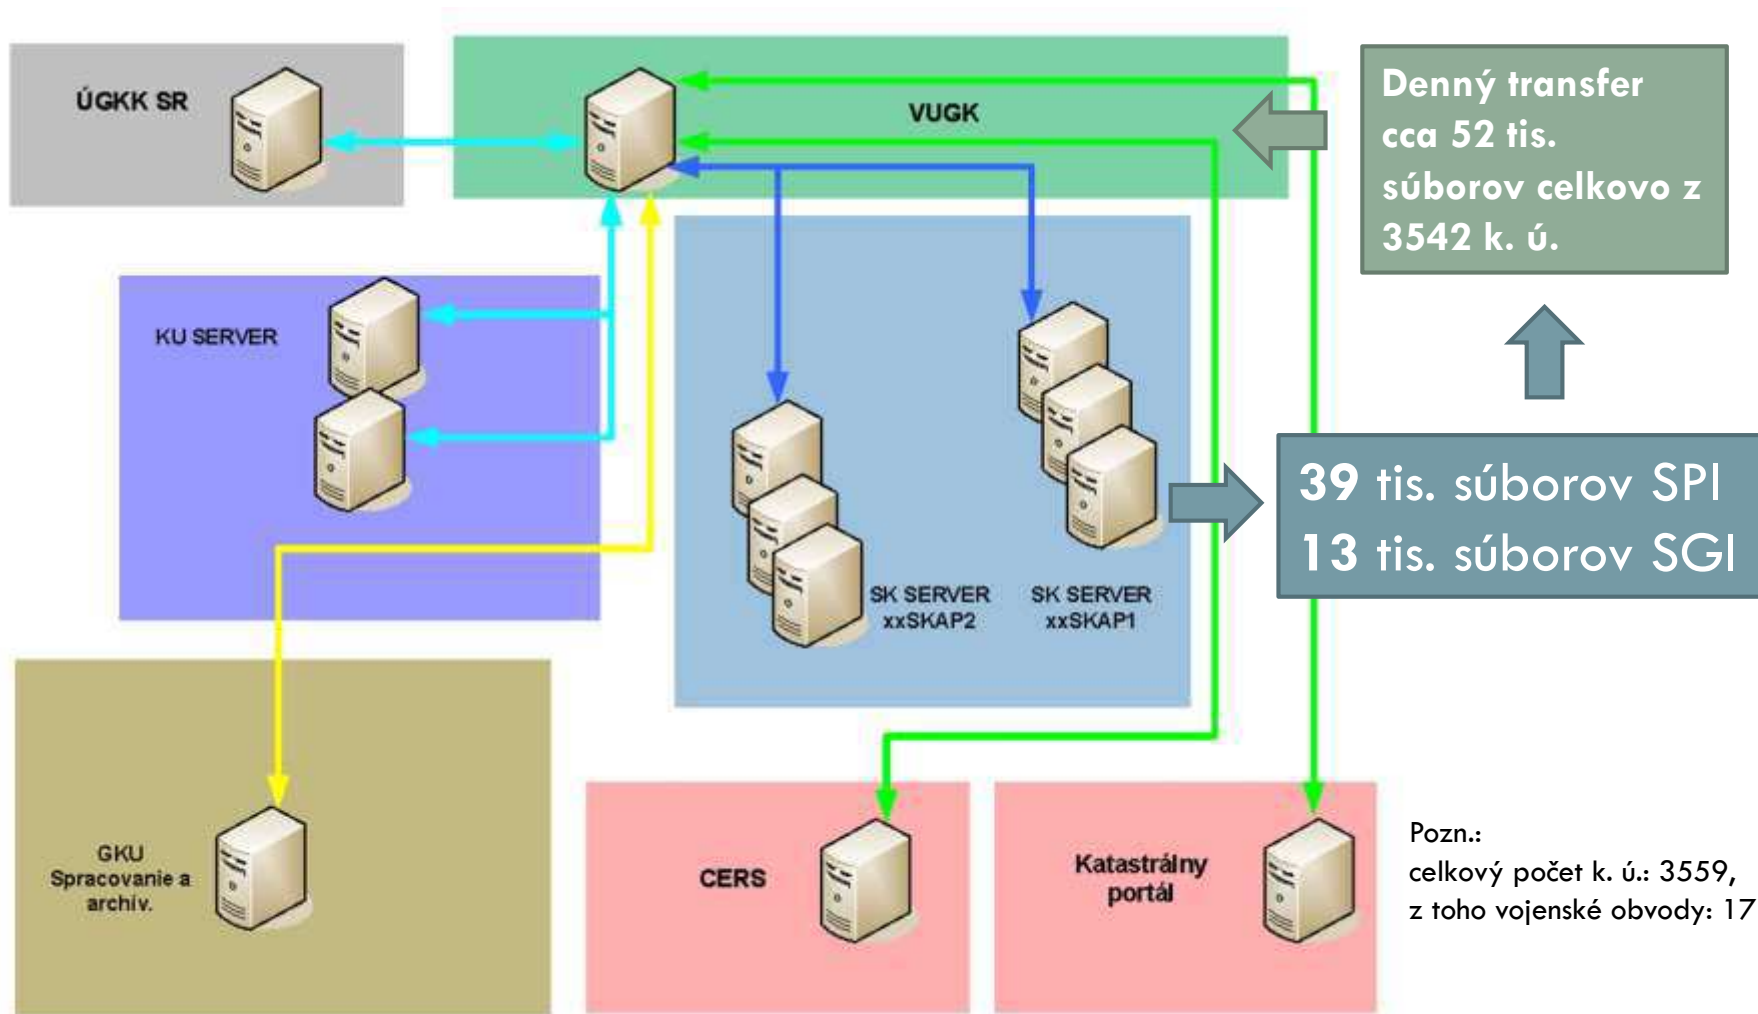 ÚGKK SR
VUGK
Denný transfer
cca 52 tis.
súborov celkovo z
3542 k. ú.
KU SERVER
39 tis. súborov SPI
13 tis. súborov SGI
SK SERVER
xxSKAP2
SK SERVER
xxSKAP1
GKU
Spracovanie a
archív.
CERS
Katastrálny
portál
Pozn.:
celkový počet k. ú.: 3559,
z toho vojenské obvody: 17